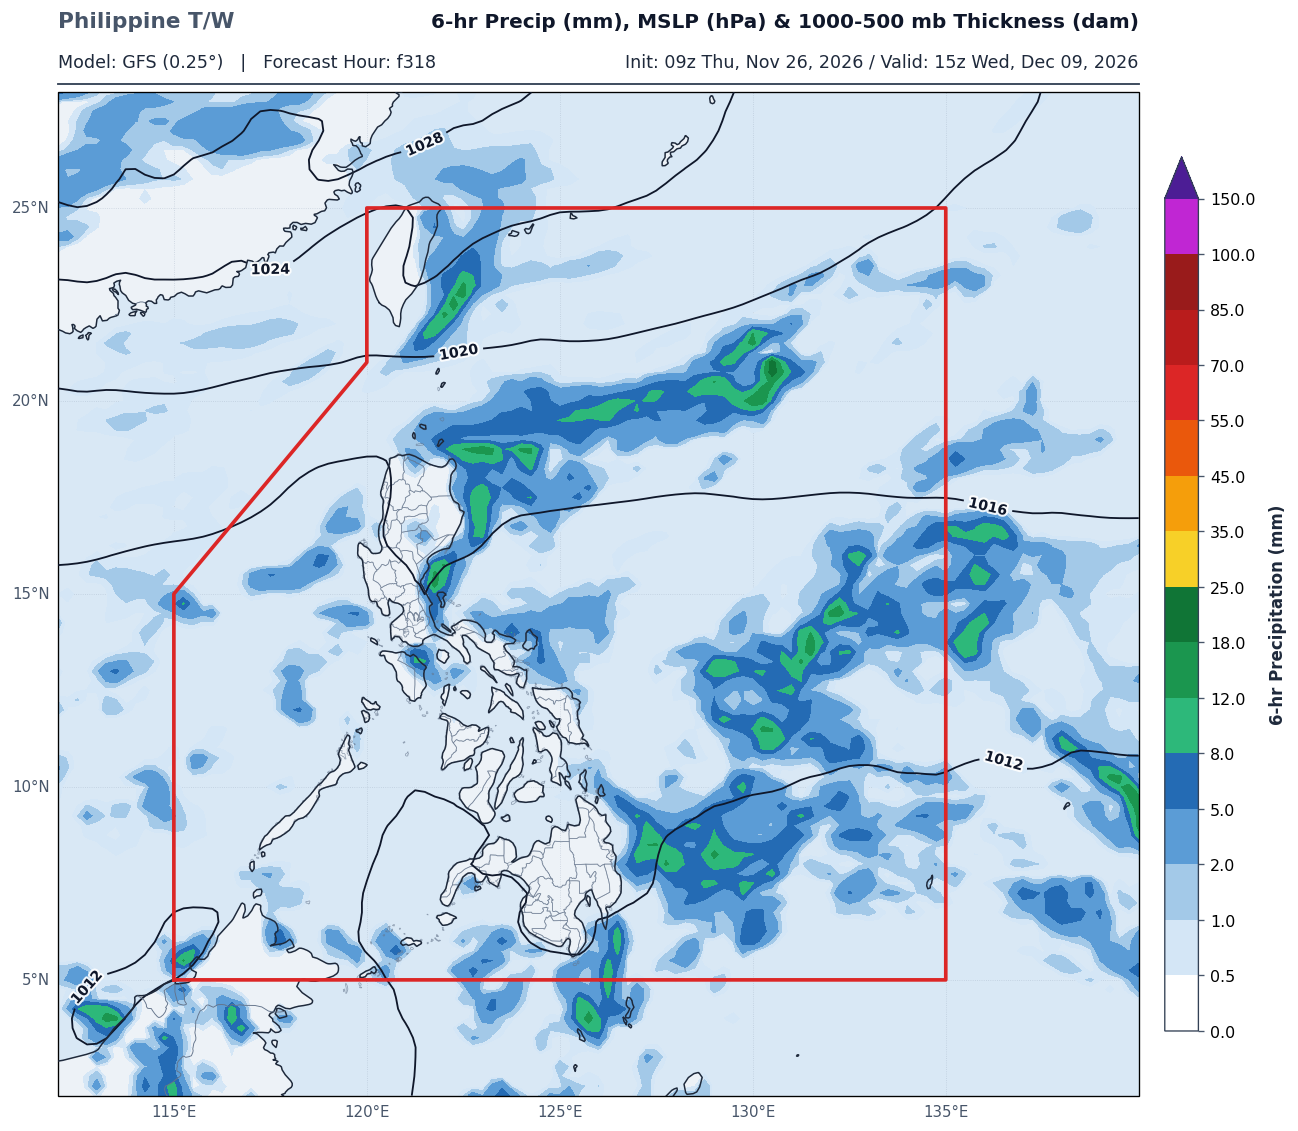 Philippine T/W
6-hr Precip (mm), MSLP (hPa) & 1000-500 mb Thickness (dam)
Model: GFS (0.25°) | Forecast Hour: f318
Init: 09z Thu, Nov 26, 2026 / Valid: 15z Wed, Dec 09, 2026
1028
1024
1020
1016
1012
1012
25°N
20°N
15°N
10°N
5°N
115°E
120°E
125°E
130°E
135°E
150.0
100.0
85.0
70.0
55.0
45.0
35.0
25.0
18.0
12.0
8.0
5.0
2.0
1.0
0.5
0.0
6-hr Precipitation (mm)